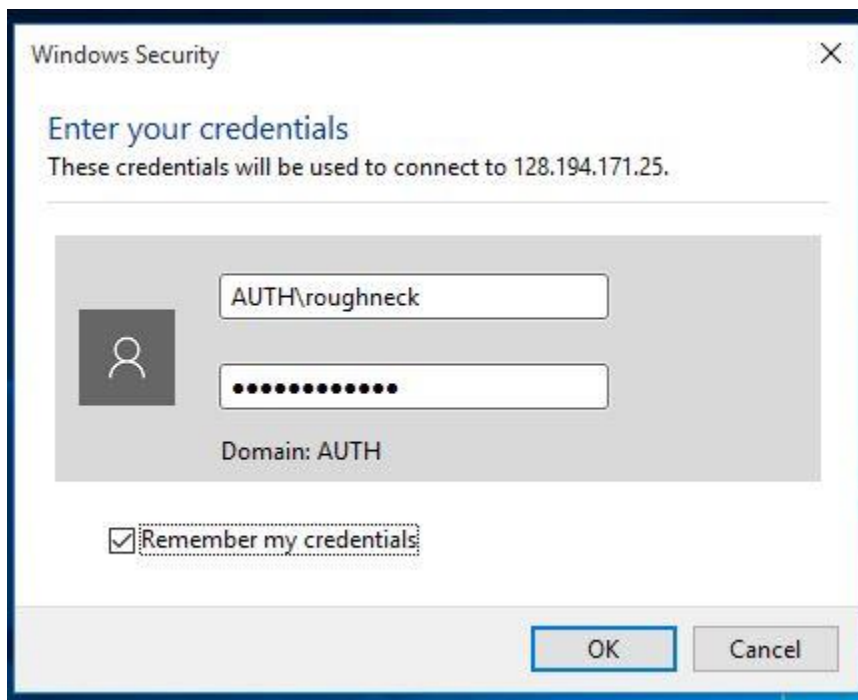 Windows Security
Enter your credentials
These credentials will be used to connect to 128.194.171.25.
AUTH\roughneck
●●●●●●●●●●●●
Domain: AUTH
Remember my credentials
OK
Cancel